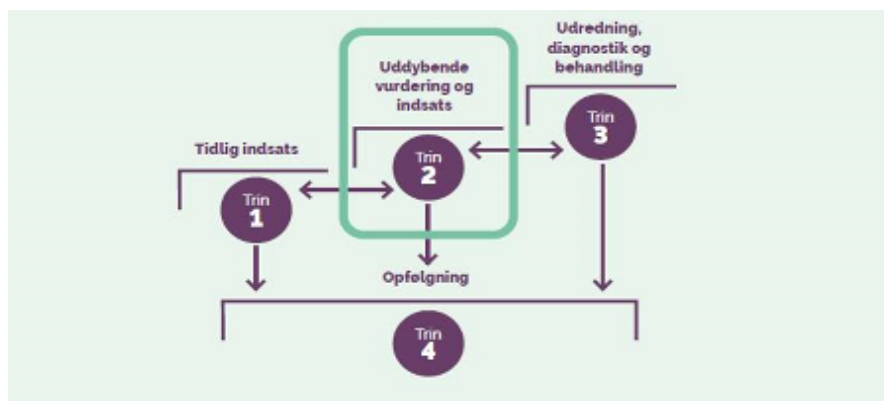 Udredning,
diagnostik og
behandling
Uddybende
vurdering og
indsats
Trin
3
Tidlig indsats
Trin
2
Trin
1
Opfølgning
Trin
4